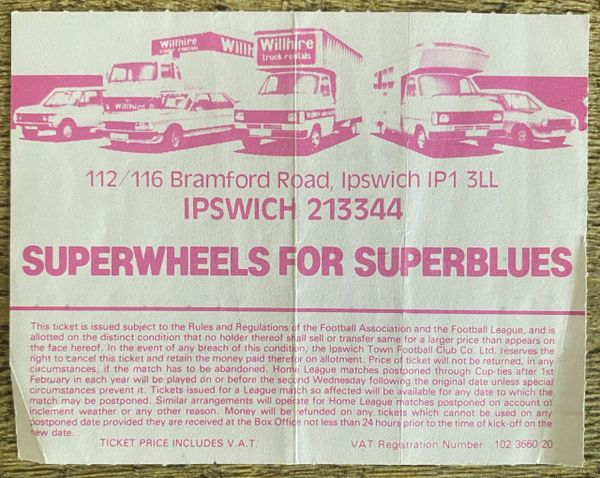 Willhire
truck rentals
Willh
Willhire
truck rentals
Willhire
112/116 Bramford Road, Ipswich IP1 3LL
IPSWICH 213344
SUPERWHEELS FOR SUPERBLUES
This ticket is issued subject to the Rules and Regulations of the Football Association and the Football League, and is
allotted on the distinct condition that no holder thereof shall sell or transfer same for a larger price than appears on
the face hereof. In the event of any breach of this condition, the Ipswich Town Football Club Co. Ltd. reserves the
right to cancel this ticket and retain the money paid therefor on allotment. Price of ticket will not be returned, in any
circumstances, if the match has to be abandoned. Home League matches postponed through Cup-ties after 1st
February in each year will be played on or before the second Wednesday following the original date unless special
circumstances prevent it. Tickets issued for a League match so affected will be available for any date to which the
match may be postponed. Similar arrangements will operate for Home League matches postponed on account of
inclement weather or any other reason. Money will be refunded on any tickets which cannot be used on any
postponed date provided they are received at the Box Office not less than 24 hours prior to the time of kick-off on the
new date.
TICKET PRICE INCLUDES V.A.T. VAT Registration Number 102 3660 20